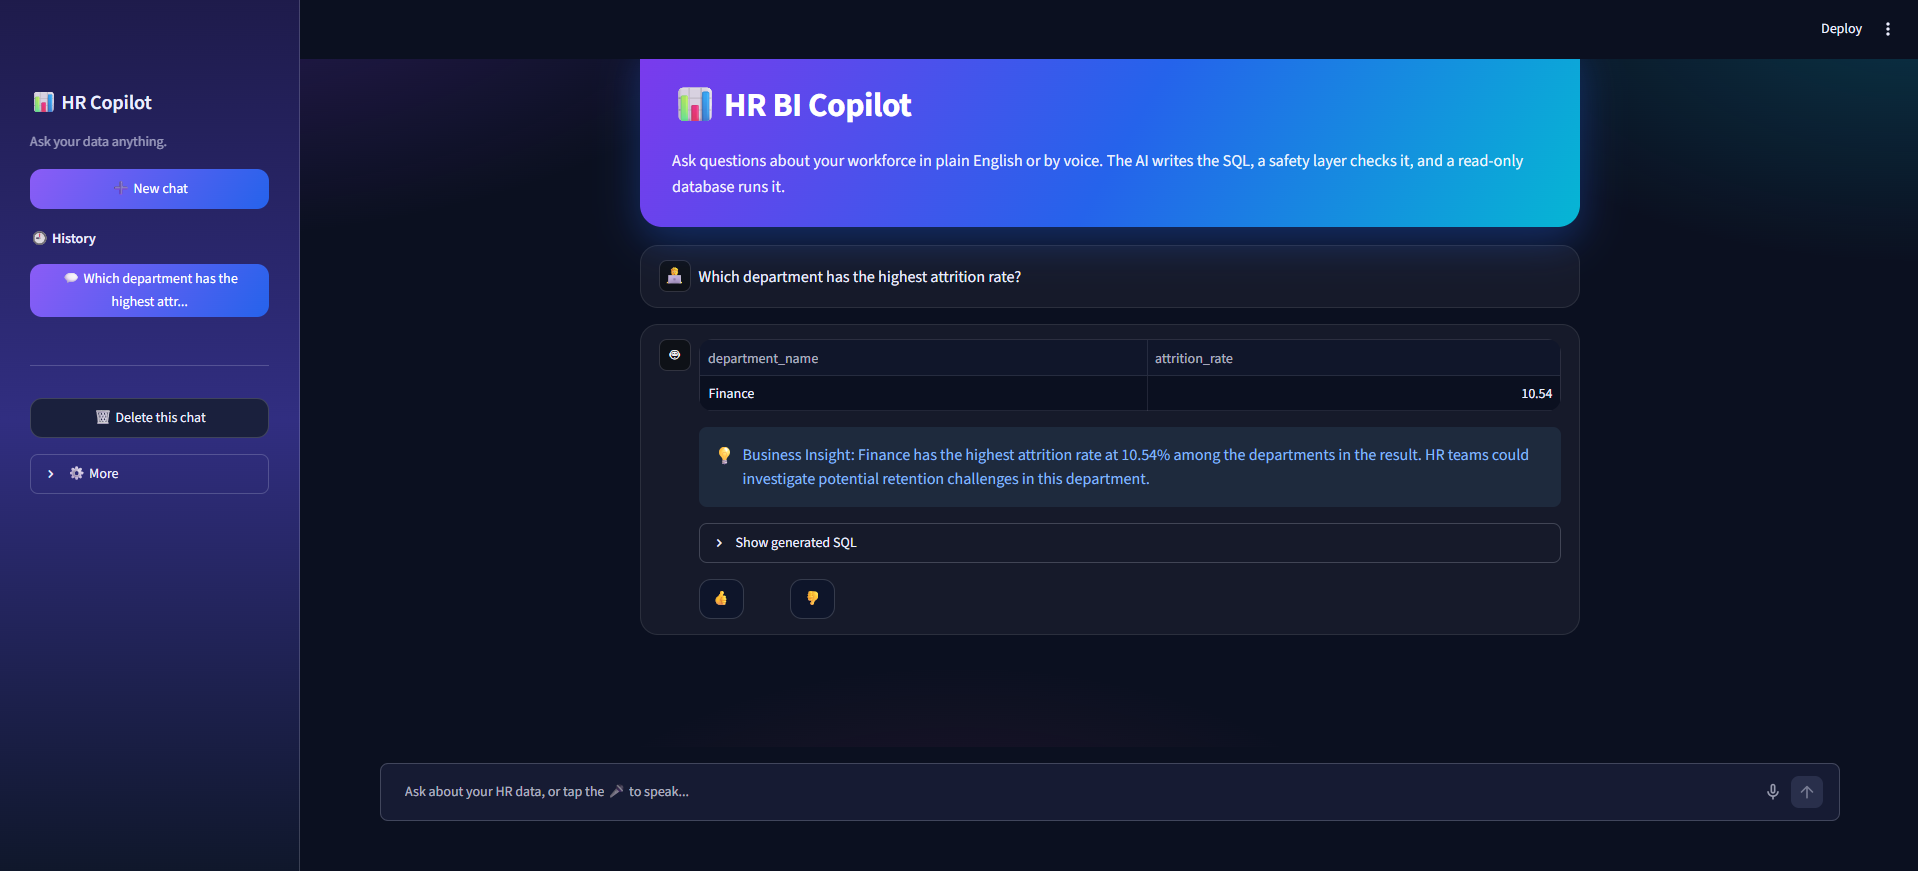 Deploy
HR Copilot
Ask your data anything.
New chat
History
Which department has the
highest attr...
Delete this chat
More
HR BI Copilot
Ask questions about your workforce in plain English or by voice. The AI writes the SQL, a safety layer checks it, and a read-only
database runs it.
Which department has the highest attrition rate?
department_name attrition_rate
Finance 10.54
Business Insight: Finance has the highest attrition rate at 10.54% among the departments in the result. HR teams could
investigate potential retention challenges in this department.
Show generated SQL
Ask about your HR data, or tap the 🎤 to speak...